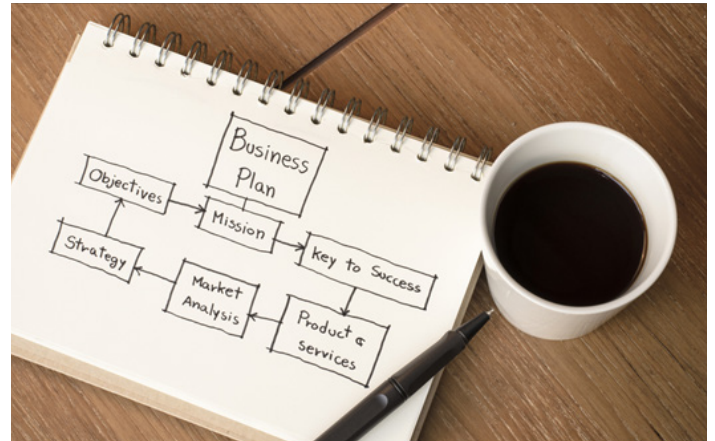 Business
Plan
Objectives
Mission
key to Success
Product &
services
Market
Analysis
Strategy